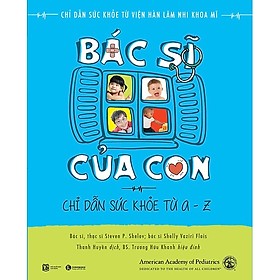 CHỈ DẪN SỨC KHỎE TỪ VIỆN HÀN LÂM NHI KHOA MĨ
BÁC SĨ
CỦA CON
CHỈ DẪN SỨC KHỎE TỪ a - Z
Bác sĩ, thạc sĩ Steven P. Shelov; bác sĩ Shelly Vaziri Flais
Thanh Huyền dịch, BS. Trương Hữu Khanh hiệu đính
American Academy of Pediatrics
DEDICATED TO THE HEALTH OF ALL CHILDREN